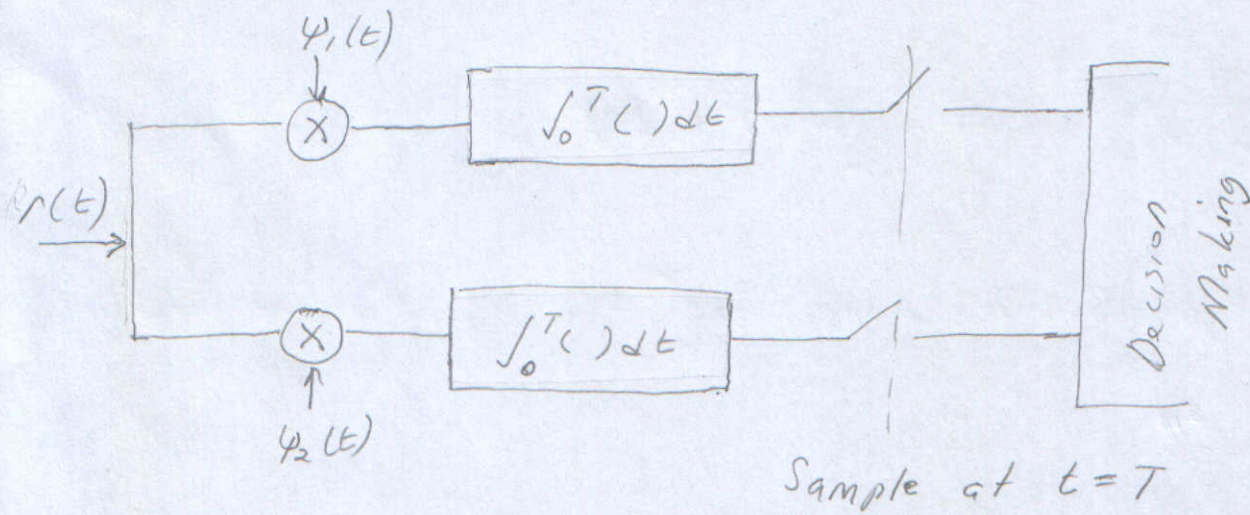 ψ₁(t)
X
∫₀ᵀ( )dt
r(t)
X
∫₀ᵀ( )dt
ψ₂(t)
Decision
Making
Sample at t = T